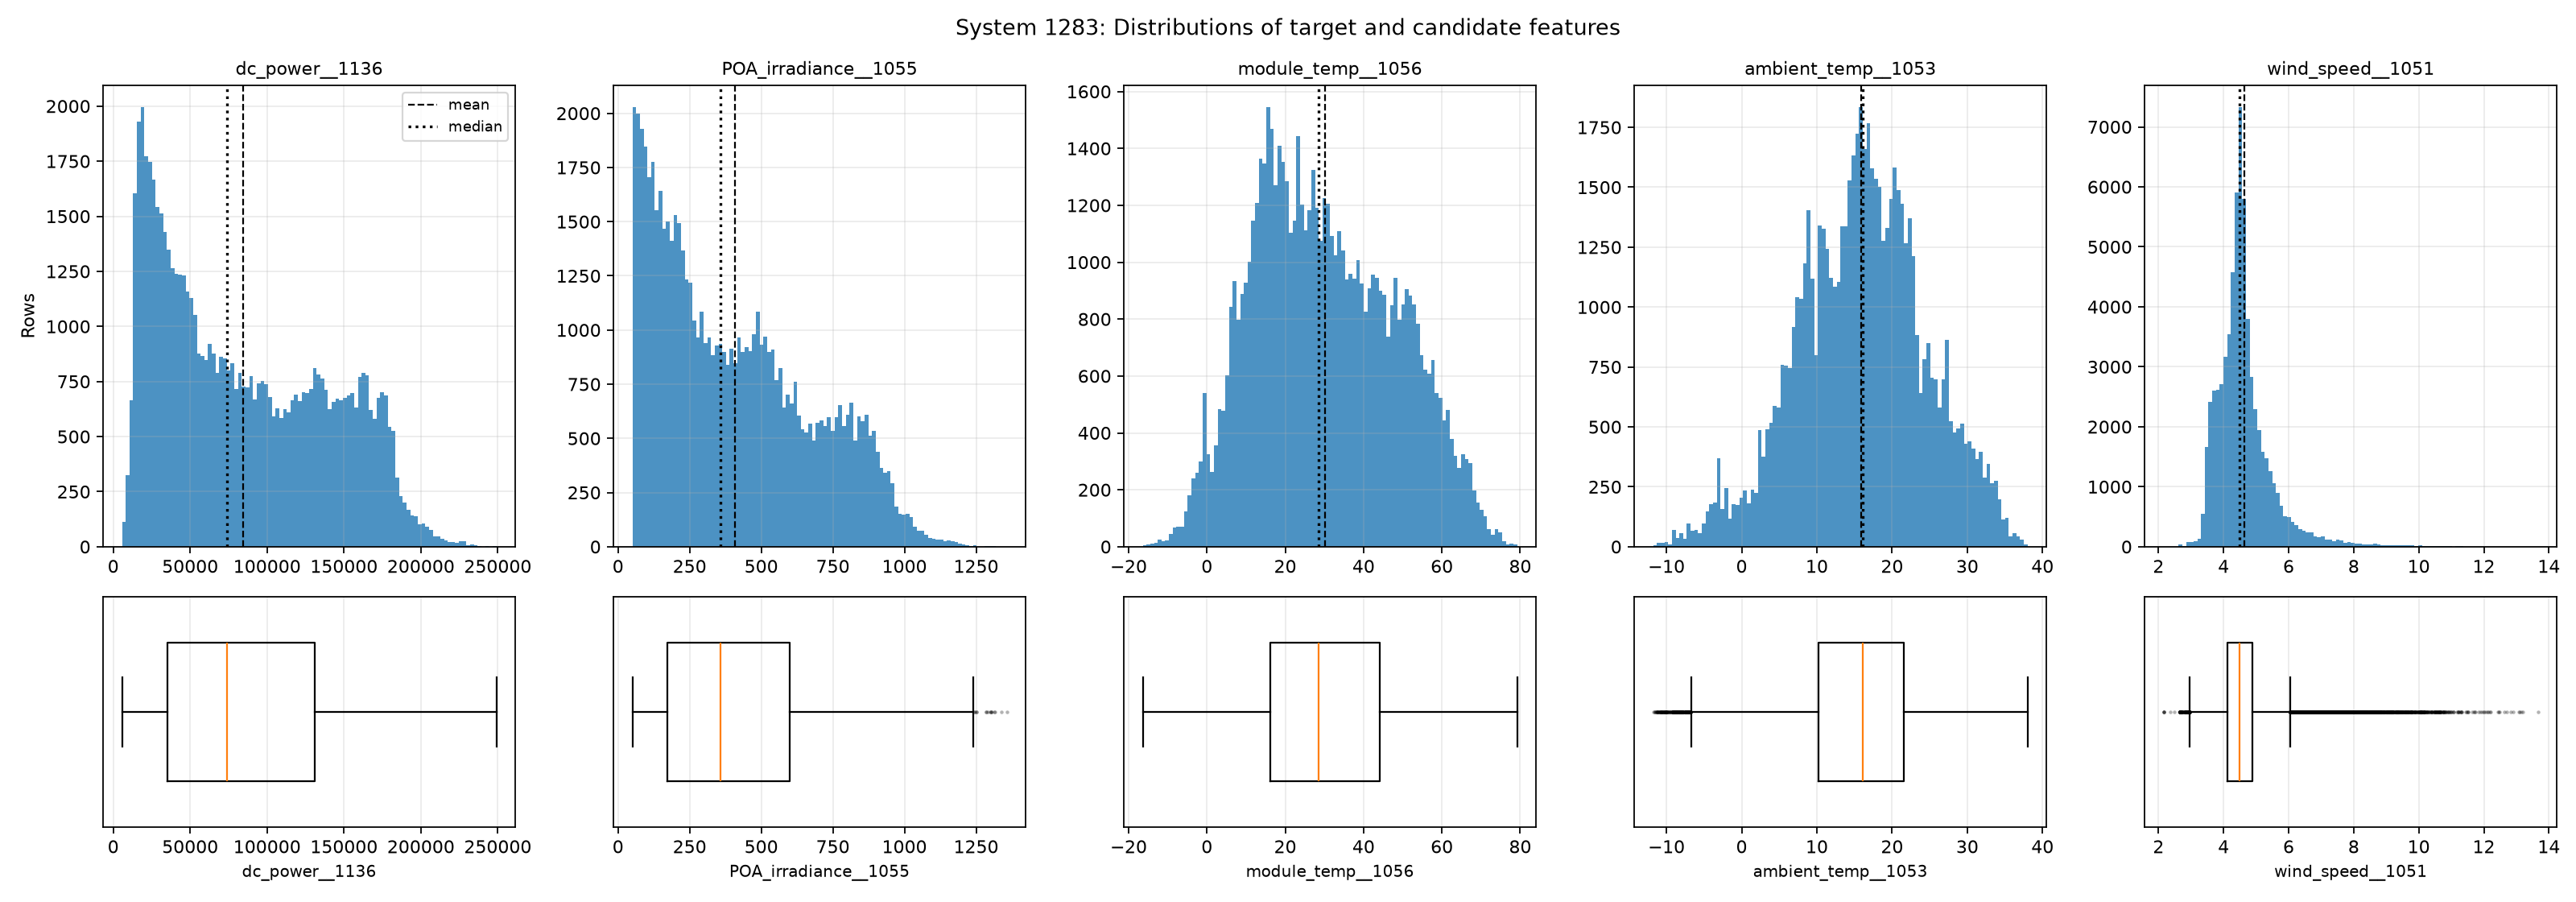 System 1283: Distributions of target and candidate features
dc_power__1136
POA_irradiance__1055
module_temp__1056
ambient_temp__1053
wind_speed__1051
mean
median
Rows
2000
1750
1500
1250
1000
750
500
250
0
0 50000 100000 150000 200000 250000
2000
1750
1500
1250
1000
750
500
250
0
0 250 500 750 1000 1250
1600
1400
1200
1000
800
600
400
200
0
−20 0 20 40 60 80
1750
1500
1250
1000
750
500
250
0
−10 0 10 20 30 40
7000
6000
5000
4000
3000
2000
1000
0
2 4 6 8 10 12 14
0 50000 100000 150000 200000 250000
dc_power__1136
0 250 500 750 1000 1250
POA_irradiance__1055
−20 0 20 40 60 80
module_temp__1056
−10 0 10 20 30 40
ambient_temp__1053
2 4 6 8 10 12 14
wind_speed__1051